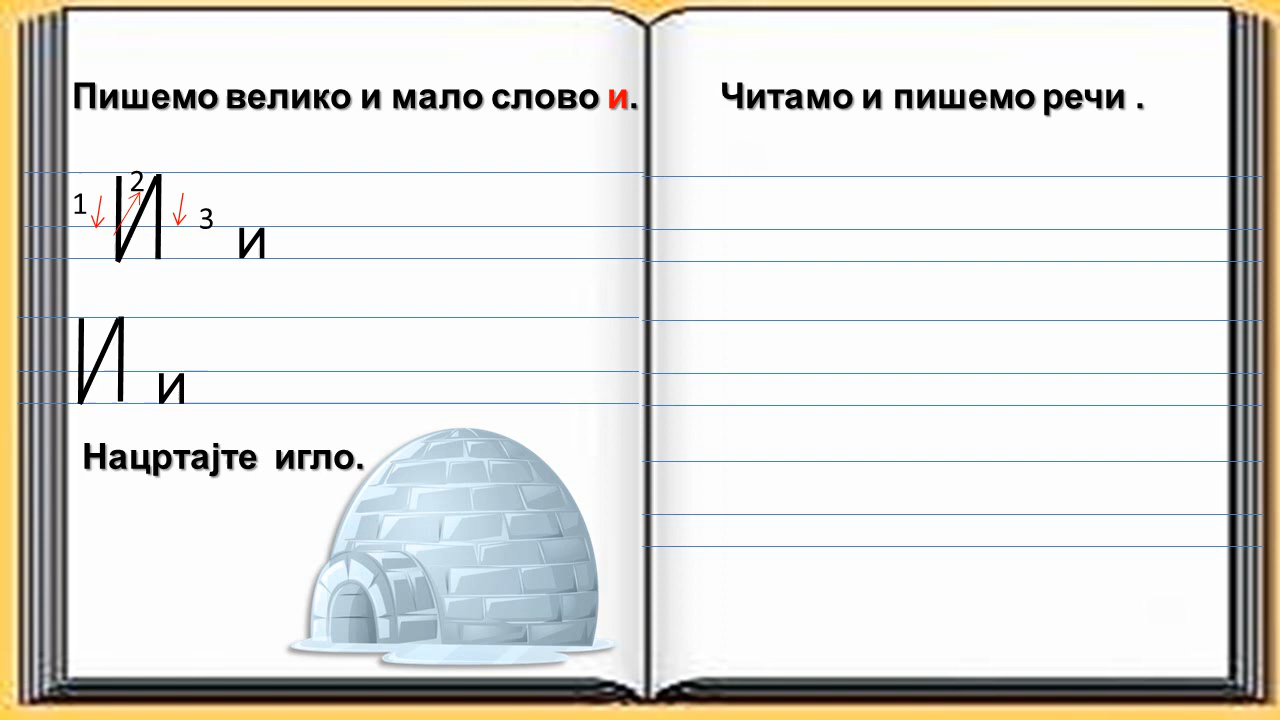 Пишемо велико и мало слово и.
1 2 3
И и
И и
Нацртајте игло.
Читамо и пишемо речи .